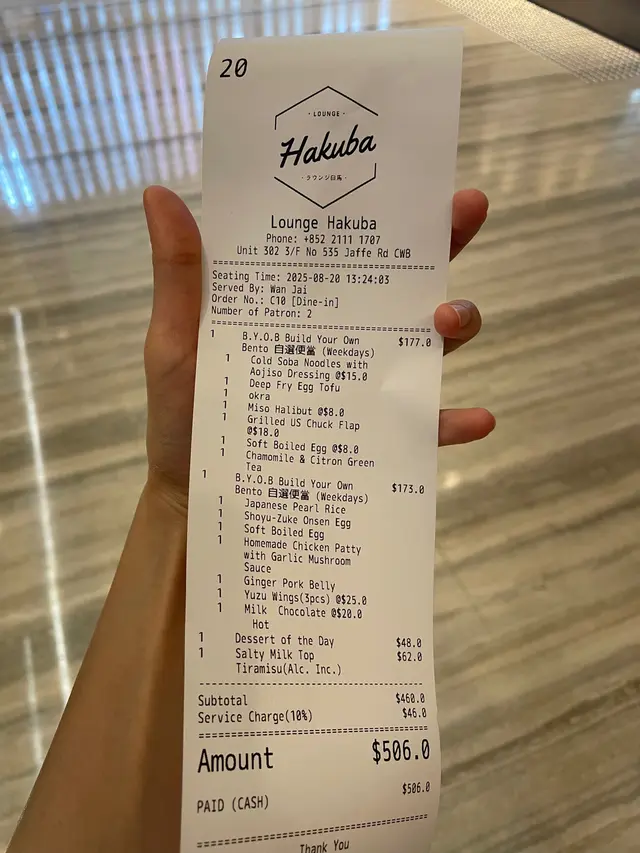 20
· LOUNGE ·
Hakuba
· ラウンジ白馬 ·
Lounge Hakuba
Phone: +852 2111 1707
Unit 302 3/F No 535 Jaffe Rd CWB
Seating Time: 2025-08-20 13:24:03
Served By: Wan Jai
Order No.: C10 [Dine-in]
Number of Patron: 2
1 B.Y.O.B Build Your Own $177.0
Bento 自選便當 (Weekdays)
1 Cold Soba Noodles with
Aojiso Dressing @$15.0
1 Deep Fry Egg Tofu
1 okra
1 Miso Halibut @$8.0
1 Grilled US Chuck Flap
@$18.0
1 Soft Boiled Egg @$8.0
1 Chamomile & Citron Green
Tea
1 B.Y.O.B Build Your Own $173.0
Bento 自選便當 (Weekdays)
1 Japanese Pearl Rice
1 Shoyu-Zuke Onsen Egg
1 Soft Boiled Egg
1 Homemade Chicken Patty
with Garlic Mushroom
Sauce
1 Ginger Pork Belly
1 Yuzu Wings(3pcs) @$25.0
1 Milk Chocolate @$20.0
Hot
1 Dessert of the Day $48.0
1 Salty Milk Top $62.0
Tiramisu(Alc. Inc.)
Subtotal $460.0
Service Charge(10%) $46.0
Amount $506.0
PAID (CASH) $506.0
Thank You